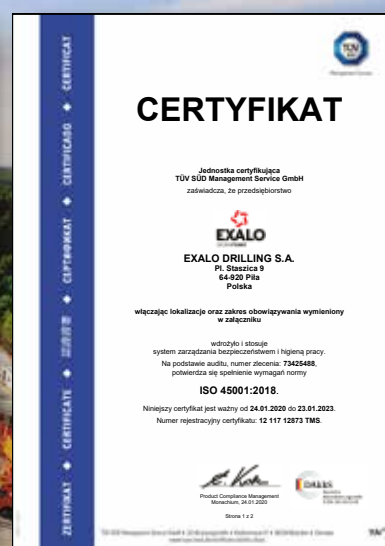 TÜV
CERTYFIKAT
Jednostka certyfikująca
TÜV SÜD Management Service GmbH
zaświadcza, że przedsiębiorstwo
EXALO
EXALO DRILLING S.A.
Pl. Staszica 9
64-920 Piła
Polska
włączając lokalizacje oraz zakres obowiązywania wymieniony
w załączniku
wdrożyło i stosuje
system zarządzania bezpieczeństwem i higieną pracy.
Na podstawie auditu, numer zlecenia: 73425488,
potwierdza się spełnienie wymagań normy
ISO 45001:2018.
Niniejszy certyfikat jest ważny od 24.01.2020 do 23.01.2023.
Numer rejestracyjny certyfikatu: 12 117 12873 TMS.
Product Compliance Management
Monachium, 24.01.2020
Strona 1 z 2
DAkkS
ZERTIFIKAT ◆ CERTIFICATE ◆
◆ СЕРТИФИКАТ ◆ CERTIFICADO ◆ CERTIFICAT